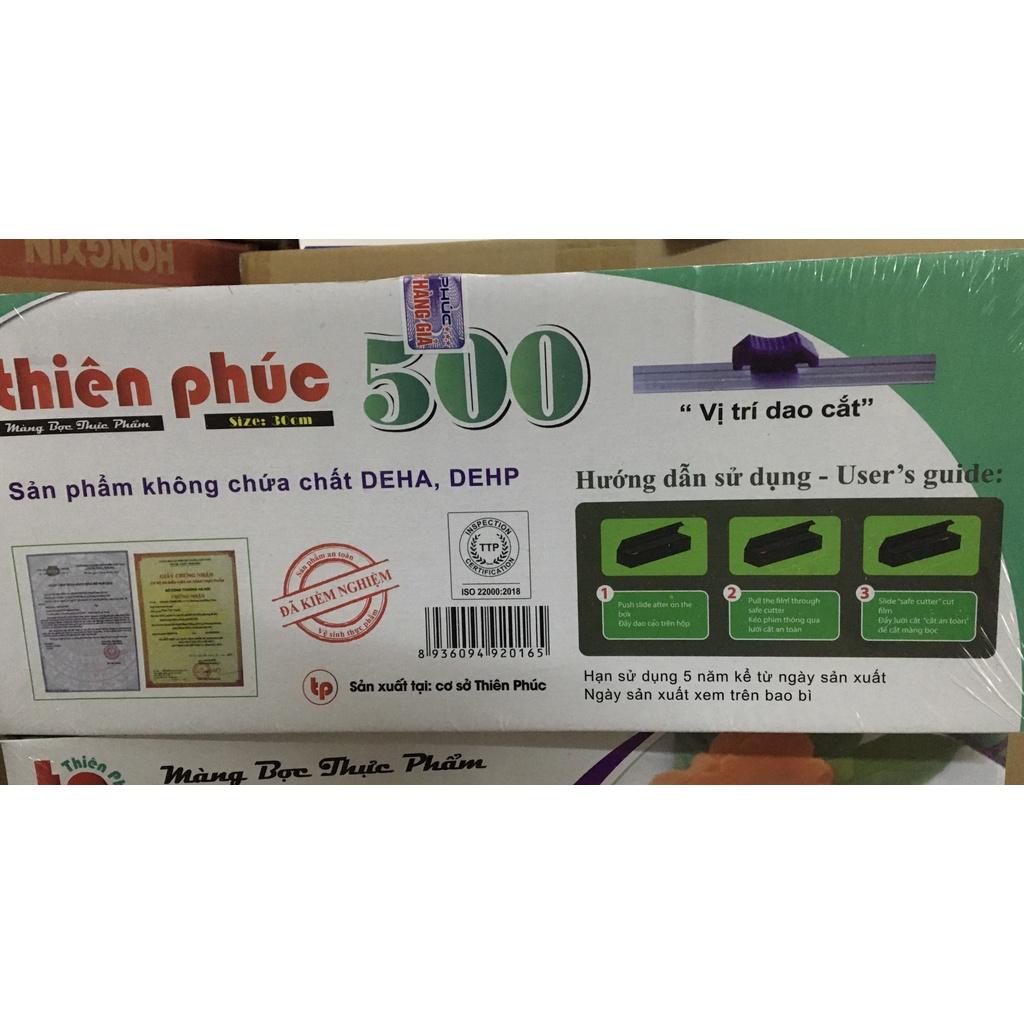 HONGXIN
PHÚC
HÀNG GIẢ
thiên phúc
500
Màng Bọc Thực Phẩm
Size: 30cm
“ Vị trí dao cắt”
Sản phẩm không chứa chất DEHA, DEHP
Hướng dẫn sử dụng - User’s guide:
GIẤY CHỨNG NHẬN
CHỨNG NHẬN
Sản phẩm an toàn
ĐÃ KIỂM NGHIỆM
Vệ sinh thực phẩm
INSPECTION
TTP
CERTIFICATION
ISO 22000:2018
8 936094 920165
1
Push slide after on the
box
Đẩy dao cào trên hộp
2
Pull the film through
safe cutter
Kéo phim thông qua
lưỡi cắt an toàn
3
Slide “safe cutter” cut
film
Đẩy lưỡi cắt “cắt an toàn”
để cắt màng bọc
tp
Sản xuất tại: cơ sở Thiên Phúc
Hạn sử dụng 5 năm kể từ ngày sản xuất
Ngày sản xuất xem trên bao bì
Thiên
Màng Bọc Thực Phẩm